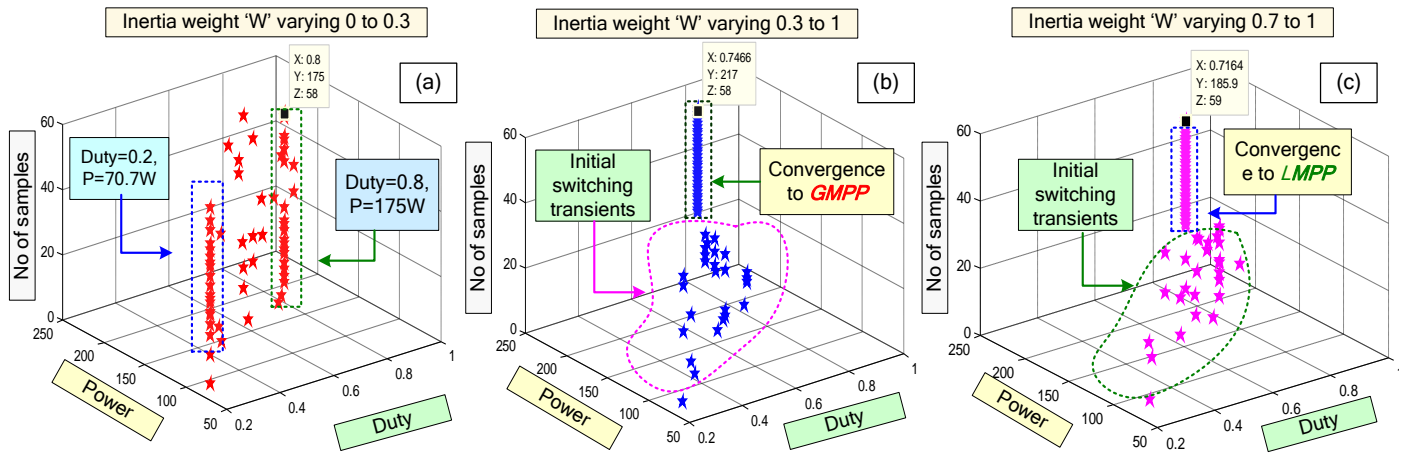 Inertia weight ‘W’ varying 0 to 0.3
X: 0.8
Y: 175
Z: 58
(a)
60
40
20
0
No of samples
Duty=0.2,
P=70.7W
Duty=0.8,
P=175W
250
200
150
100
50
Power
0.2
0.4
0.6
0.8
1
Duty
Inertia weight ‘W’ varying 0.3 to 1
X: 0.7466
Y: 217
Z: 58
(b)
60
40
20
0
No of samples
Initial
switching
transients
Convergence
to GMPP
250
200
150
100
50
Power
0.2
0.4
0.6
0.8
1
Duty
Inertia weight ‘W’ varying 0.7 to 1
X: 0.7164
Y: 185.9
Z: 59
(c)
60
40
20
0
No of samples
Initial
switching
transients
Convergenc
e to LMPP
250
200
150
100
50
Power
0.2
0.4
0.6
0.8
Duty